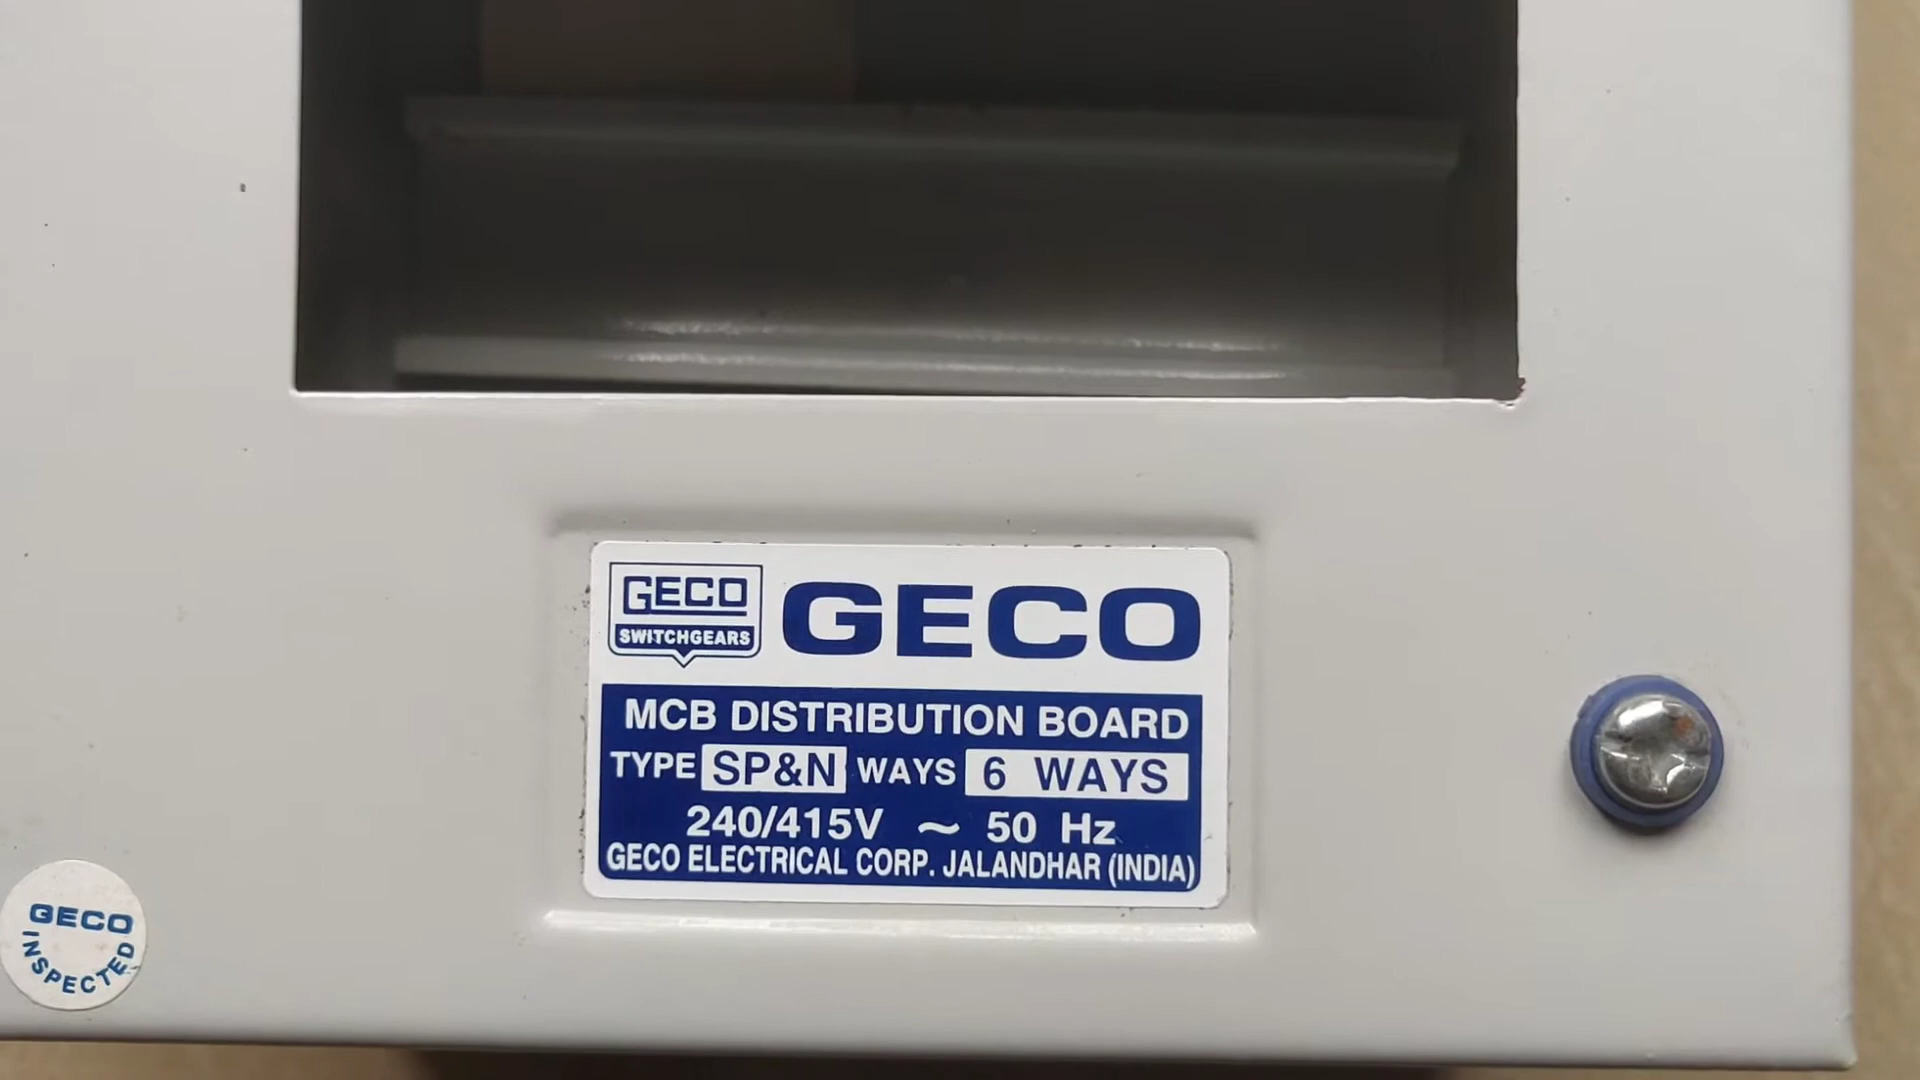 GECO
SWITCHGEARS
GECO
MCB DISTRIBUTION BOARD
TYPE SP&N WAYS 6 WAYS
240/415V ~ 50 Hz
GECO ELECTRICAL CORP. JALANDHAR (INDIA)
GECO
INSPECTED